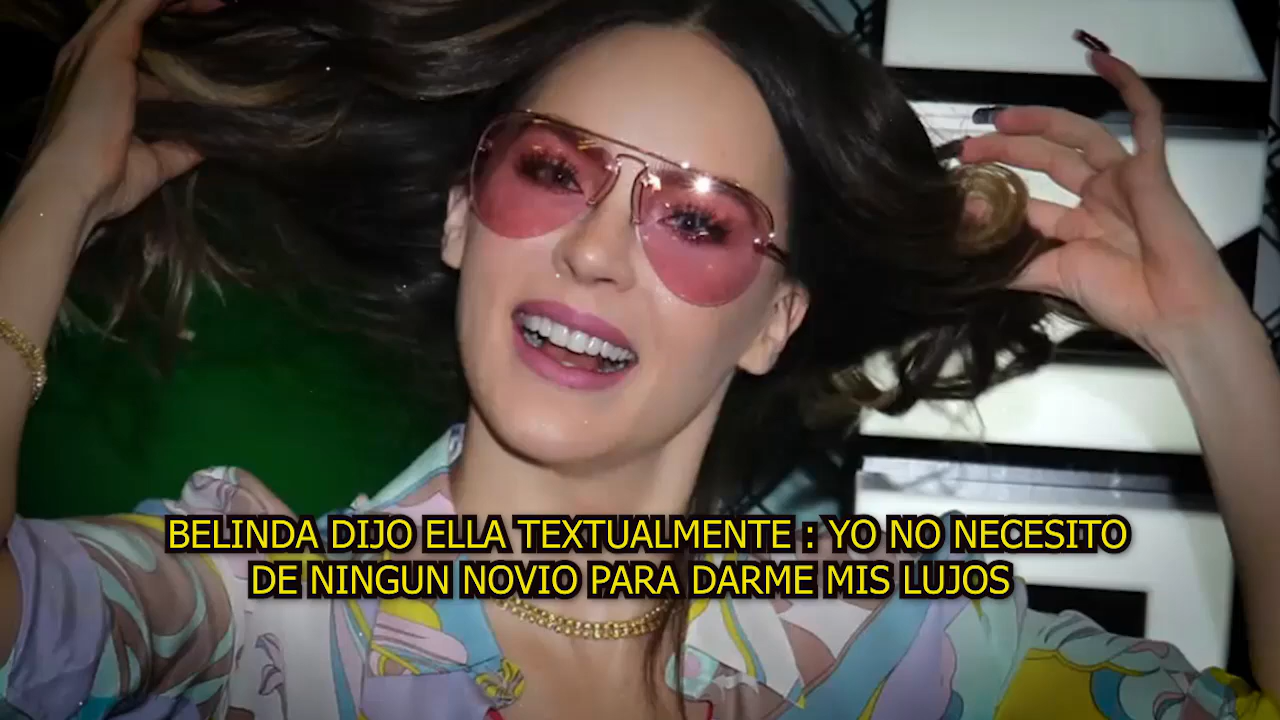 BELINDA DIJO ELLA TEXTUALMENTE : YO NO NECESITO
DE NINGUN NOVIO PARA DARME MIS LUJOS